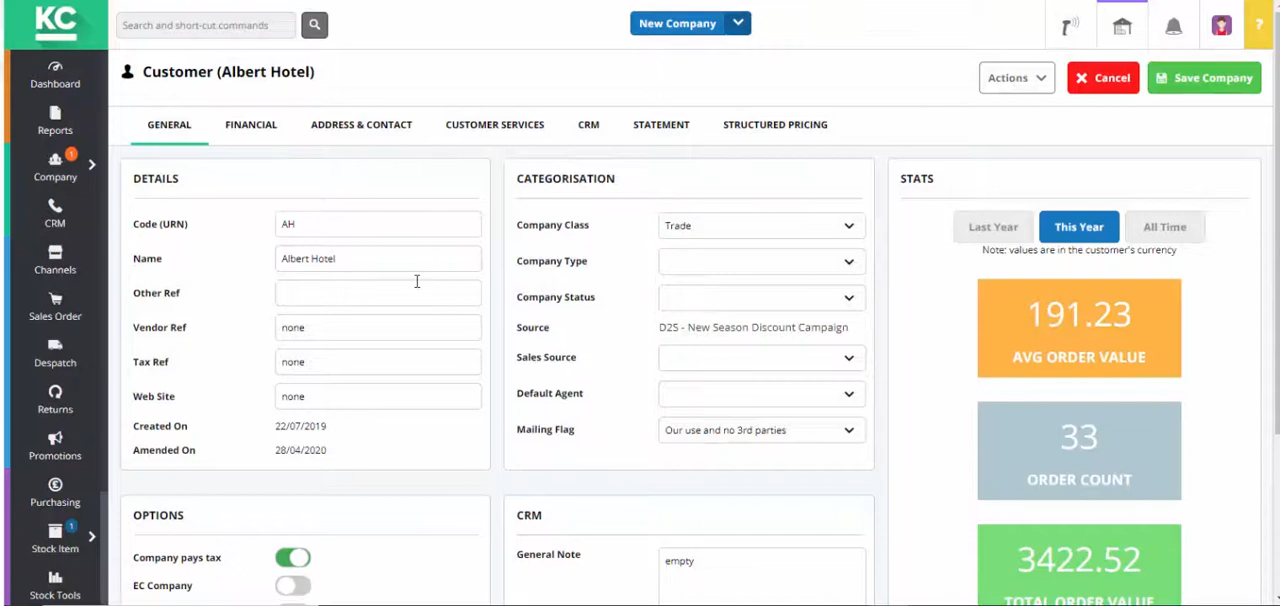 KC
Search and short-cut commands
New Company
?
Customer (Albert Hotel)
Actions
Cancel
Save Company
Dashboard
Reports
1
Company
CRM
Channels
Sales Order
Despatch
Returns
Promotions
Purchasing
1
Stock Item
Stock Tools
GENERAL
FINANCIAL
ADDRESS & CONTACT
CUSTOMER SERVICES
CRM
STATEMENT
STRUCTURED PRICING
DETAILS
Code (URN) AH
Name Albert Hotel
Other Ref
Vendor Ref none
Tax Ref none
Web Site none
Created On 22/07/2019
Amended On 28/04/2020
OPTIONS
Company pays tax
EC Company
CATEGORISATION
Company Class Trade
Company Type
Company Status
Source D2S - New Season Discount Campaign
Sales Source
Default Agent
Mailing Flag Our use and no 3rd parties
CRM
General Note empty
STATS
Last Year This Year All Time
Note: values are in the customer's currency
191.23
AVG ORDER VALUE
33
ORDER COUNT
3422.52
TOTAL ORDER VALUE